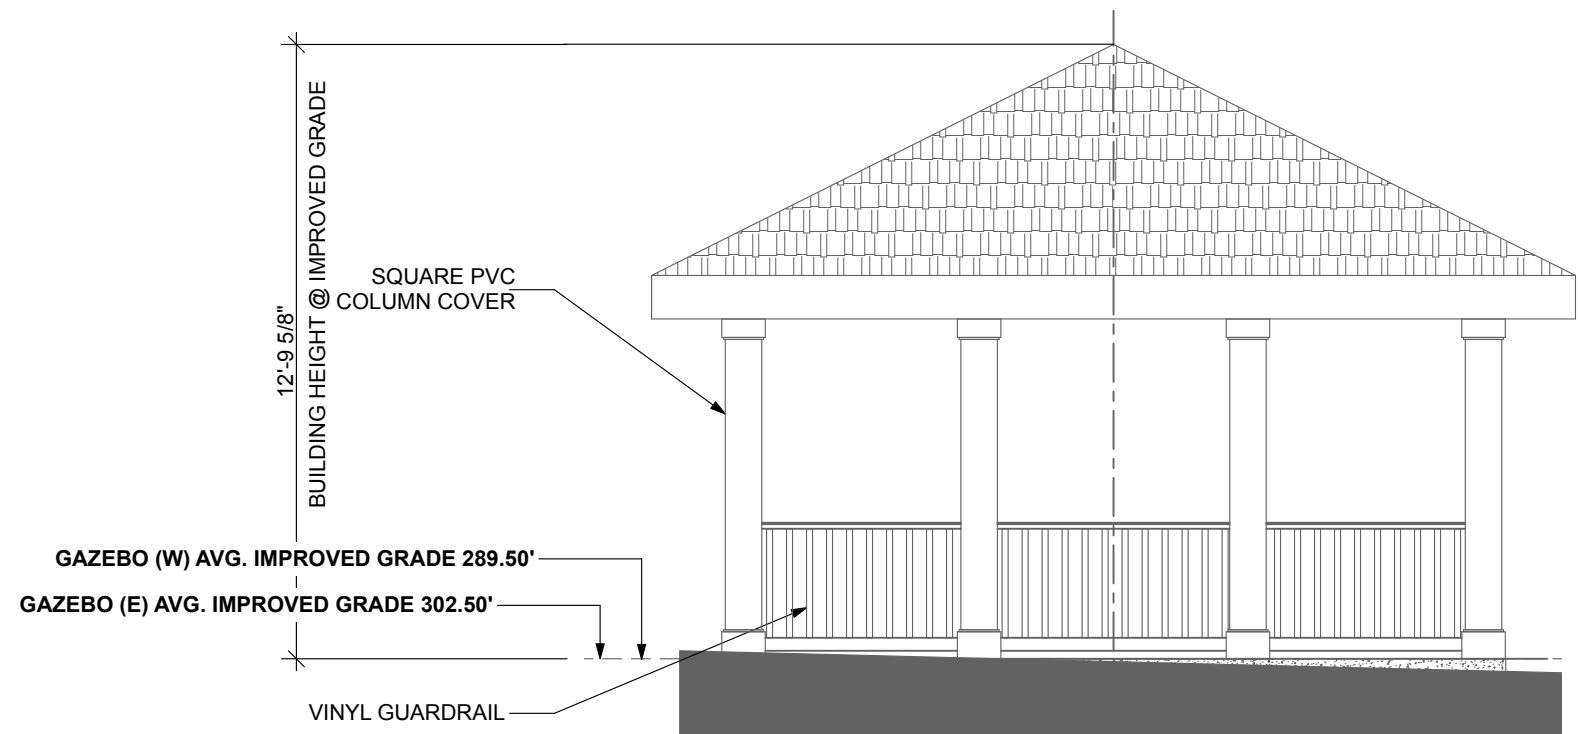 12'-9 5/8"
BUILDING HEIGHT @ IMPROVED GRADE
SQUARE PVC
COLUMN COVER
GAZEBO (W) AVG. IMPROVED GRADE 289.50'
GAZEBO (E) AVG. IMPROVED GRADE 302.50'
VINYL GUARDRAIL